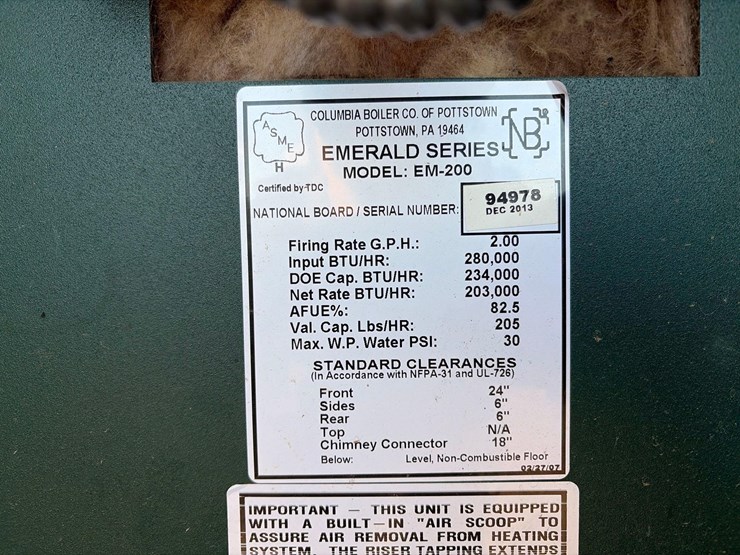 COLUMBIA BOILER CO. OF POTTSTOWN
POTTSTOWN, PA 19464
ASME
H
NB
R
EMERALD SERIES
MODEL: EM-200
Certified by TDC
NATIONAL BOARD / SERIAL NUMBER: 94978
DEC 2013
Firing Rate G.P.H.: 2.00
Input BTU/HR: 280,000
DOE Cap. BTU/HR: 234,000
Net Rate BTU/HR: 203,000
AFUE%: 82.5
Val. Cap. Lbs/HR: 205
Max. W.P. Water PSI: 30
STANDARD CLEARANCES
(In Accordance with NFPA-31 and UL-726)
Front 24"
Sides 6"
Rear 6"
Top N/A
Chimney Connector 18"
Below: Level, Non-Combustible Floor
02/27/07
IMPORTANT — THIS UNIT IS EQUIPPED
WITH A BUILT-IN "AIR SCOOP" TO
ASSURE AIR REMOVAL FROM HEATING
SYSTEM. THE RISER TAPPING EXTENDS